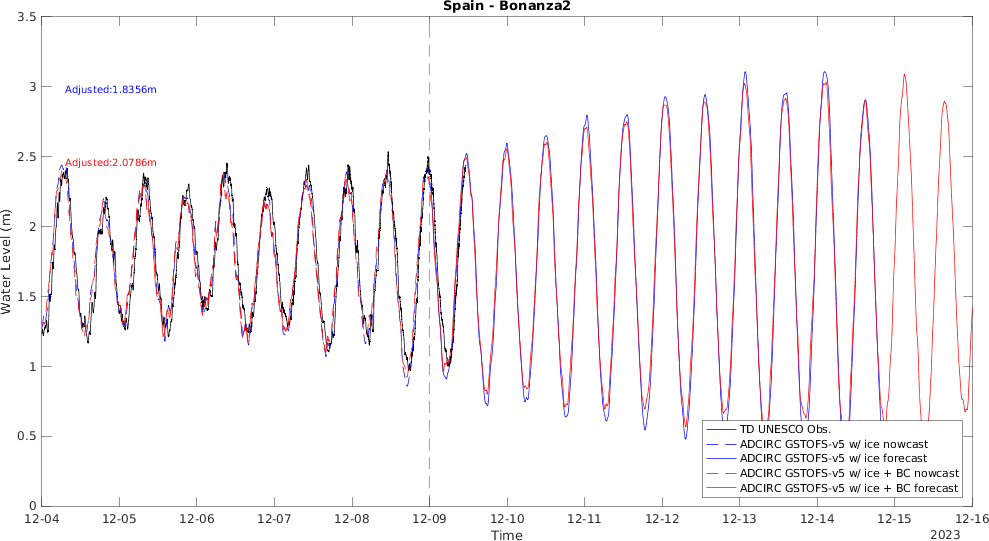 Spain - Bonanza2
3.5
3
2.5
2
1.5
1
0.5
0
Water Level (m)
Adjusted:1.8356m
Adjusted:2.0786m
TD UNESCO Obs.
ADCIRC GSTOFS-v5 w/ ice nowcast
ADCIRC GSTOFS-v5 w/ ice forecast
ADCIRC GSTOFS-v5 w/ ice + BC nowcast
ADCIRC GSTOFS-v5 w/ ice + BC forecast
12-04 12-05 12-06 12-07 12-08 12-09 12-10 12-11 12-12 12-13 12-14 12-15 12-16
Time
2023